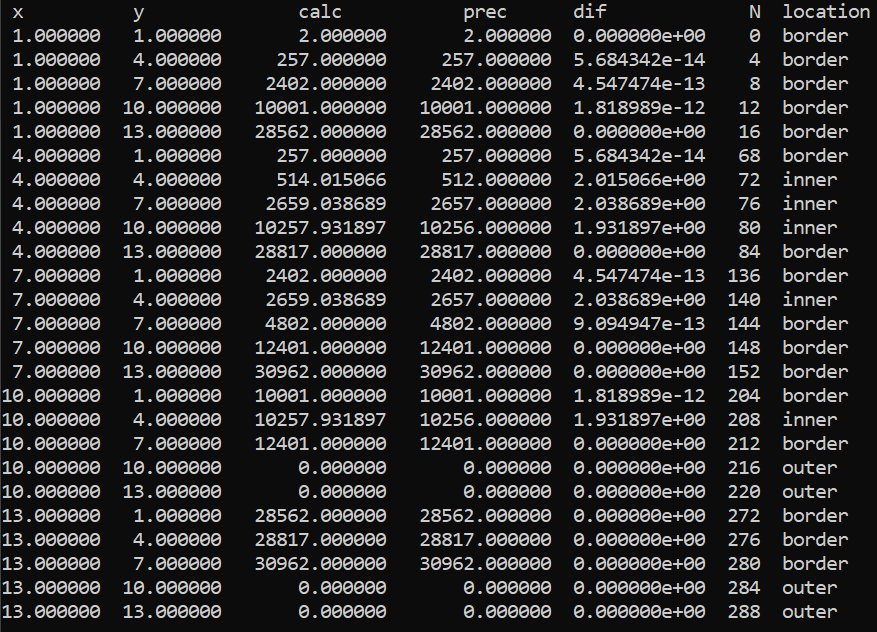 x y calc prec dif N location
1.000000 1.000000 2.000000 2.000000 0.000000e+00 0 border
1.000000 4.000000 257.000000 257.000000 5.684342e-14 4 border
1.000000 7.000000 2402.000000 2402.000000 4.547474e-13 8 border
1.000000 10.000000 10001.000000 10001.000000 1.818989e-12 12 border
1.000000 13.000000 28562.000000 28562.000000 0.000000e+00 16 border
4.000000 1.000000 257.000000 257.000000 5.684342e-14 68 border
4.000000 4.000000 514.015066 512.000000 2.015066e+00 72 inner
4.000000 7.000000 2659.038689 2657.000000 2.038689e+00 76 inner
4.000000 10.000000 10257.931897 10256.000000 1.931897e+00 80 inner
4.000000 13.000000 28817.000000 28817.000000 0.000000e+00 84 border
7.000000 1.000000 2402.000000 2402.000000 4.547474e-13 136 border
7.000000 4.000000 2659.038689 2657.000000 2.038689e+00 140 inner
7.000000 7.000000 4802.000000 4802.000000 9.094947e-13 144 border
7.000000 10.000000 12401.000000 12401.000000 0.000000e+00 148 border
7.000000 13.000000 30962.000000 30962.000000 0.000000e+00 152 border
10.000000 1.000000 10001.000000 10001.000000 1.818989e-12 204 border
10.000000 4.000000 10257.931897 10256.000000 1.931897e+00 208 inner
10.000000 7.000000 12401.000000 12401.000000 0.000000e+00 212 border
10.000000 10.000000 0.000000 0.000000 0.000000e+00 216 outer
10.000000 13.000000 0.000000 0.000000 0.000000e+00 220 outer
13.000000 1.000000 28562.000000 28562.000000 0.000000e+00 272 border
13.000000 4.000000 28817.000000 28817.000000 0.000000e+00 276 border
13.000000 7.000000 30962.000000 30962.000000 0.000000e+00 280 border
13.000000 10.000000 0.000000 0.000000 0.000000e+00 284 outer
13.000000 13.000000 0.000000 0.000000 0.000000e+00 288 outer